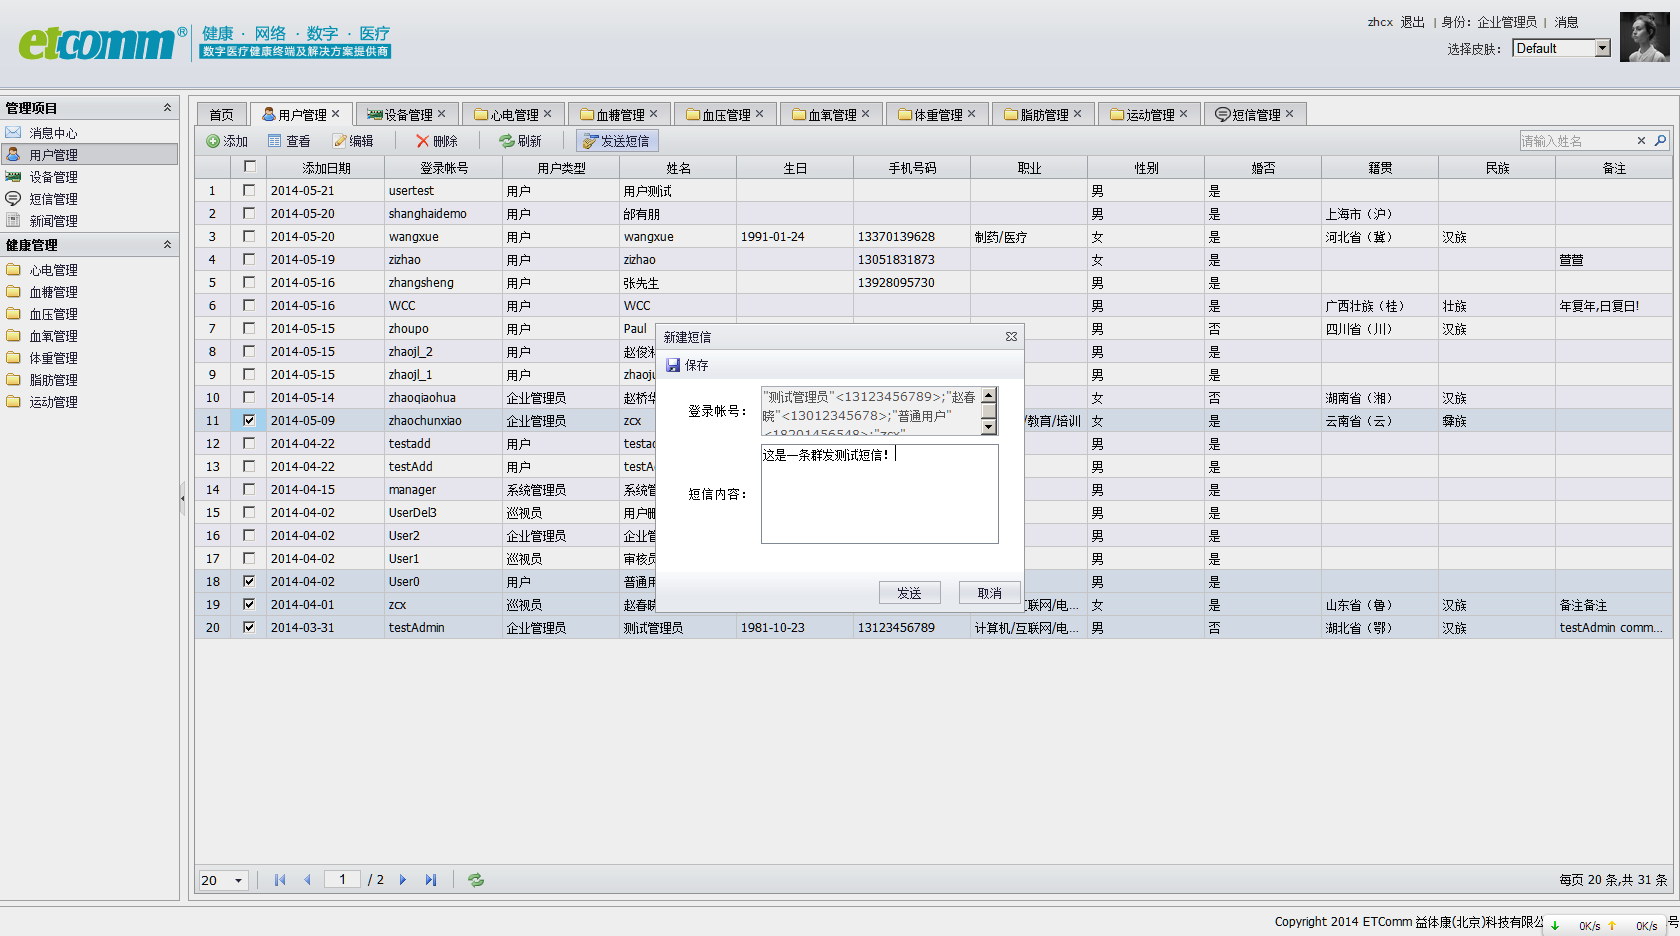 zhcx 退出 | 身份：企业管理员 | 消息
etcomm® 健康 · 网络 · 数字 · 医疗
数字医疗健康终端及解决方案提供商
选择皮肤： Default
管理项目
消息中心
用户管理
设备管理
短信管理
新闻管理
健康管理
心电管理
血糖管理
血压管理
血氧管理
体重管理
脂肪管理
运动管理
首页 用户管理 设备管理 心电管理 血糖管理 血压管理 血氧管理 体重管理 脂肪管理 运动管理 短信管理
添加 查看 编辑 删除 刷新 发送短信 请输入姓名
添加日期 登录帐号 用户类型 姓名 生日 手机号码 职业 性别 婚否 籍贯 民族 备注
1 2014-05-21 usertest 用户 用户测试 男 是
2 2014-05-20 shanghaidemo 用户 邰有朋 男 是 上海市（沪）
3 2014-05-20 wangxue 用户 wangxue 1991-01-24 13370139628 制药/医疗 女 是 河北省（冀） 汉族
4 2014-05-19 zizhao 用户 zizhao 13051831873 女 是
5 2014-05-16 zhangsheng 用户 张先生 13928095730 男 是
6 2014-05-16 WCC 用户 WCC 男 是 广西壮族（桂） 壮族 年复年,日复日!
7 2014-05-15 zhoupo 用户 Paul 男 否 四川省（川） 汉族
8 2014-05-15 zhaojl_2 用户 赵俊 男 是
9 2014-05-15 zhaojl_1 用户 zhaoju 男 是
10 2014-05-14 zhaoqiaohua 企业管理员 赵桥华 女 否 湖南省（湘） 汉族
11 2014-05-09 zhaochunxiao 企业管理员 zcx /教育/培训 女 是 云南省（云） 彝族
12 2014-04-22 testadd 用户 testad 男 是
13 2014-04-22 testAdd 用户 testA 男 是
14 2014-04-15 manager 系统管理员 系统管 男 是
15 2014-04-02 UserDel3 巡视员 用户删 男 是
16 2014-04-02 User2 企业管理员 企业管 男 是
17 2014-04-02 User1 巡视员 审核员 男 是
18 2014-04-02 User0 用户 普通用 男 是
19 2014-04-01 zcx 巡视员 赵春晓 互联网/电... 女 是 山东省（鲁） 汉族 备注备注
20 2014-03-31 testAdmin 企业管理员 测试管理员 1981-10-23 13123456789 计算机/互联网/电... 男 否 湖北省（鄂） 汉族 testAdmin comm...
新建短信
保存
登录帐号：
"测试管理员"<13123456789>;"赵春
晓"<13012345678>;"普通用户"
<18201456548>;"zcx"
短信内容：
这是一条群发测试短信！
发送 取消
20 1 / 2 每页 20 条,共 31 条
Copyright 2014 ETComm 益体康(北京)科技有限公 号
0K/s 0K/s